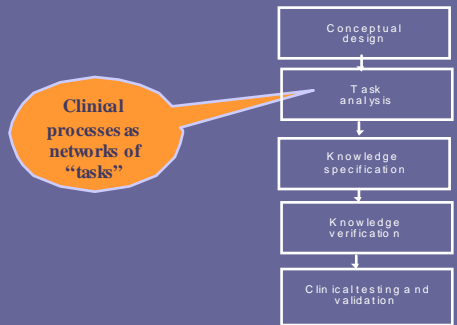 Conceptual
design
Clinical
processes as
networks of
“tasks”
Task
analysis
Knowledge
specification
Knowledge
verification
Clinical testing and
validation